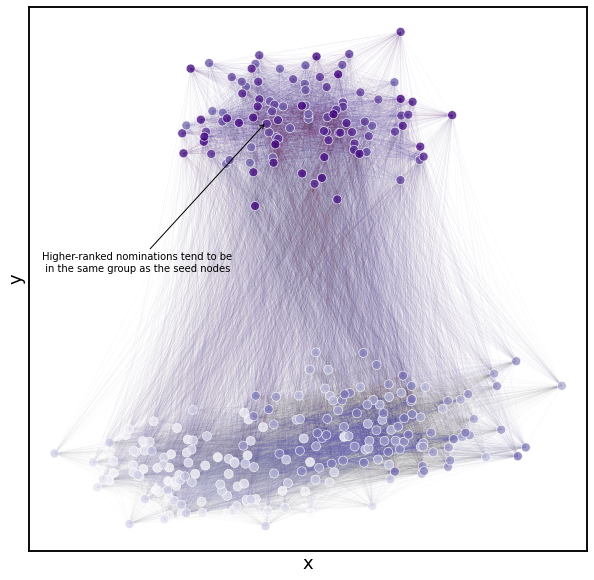 Higher-ranked nominations tend to be
in the same group as the seed nodes
y
x